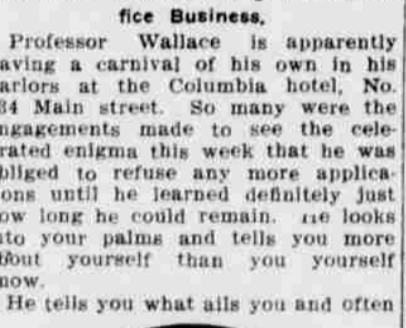 fice Business.
Professor Wallace is apparently
aving a carnival of his own in his
arlors at the Columbia hotel, No.
34 Main street. So many were the
ngagements made to see the cele-
rated enigma this week that he was
bliged to refuse any more applica-
ons until he learned definitely just
ow long he could remain. He looks
nto your palms and tells you more
bout yourself than you yourself
now.
He tells you what ails you and often